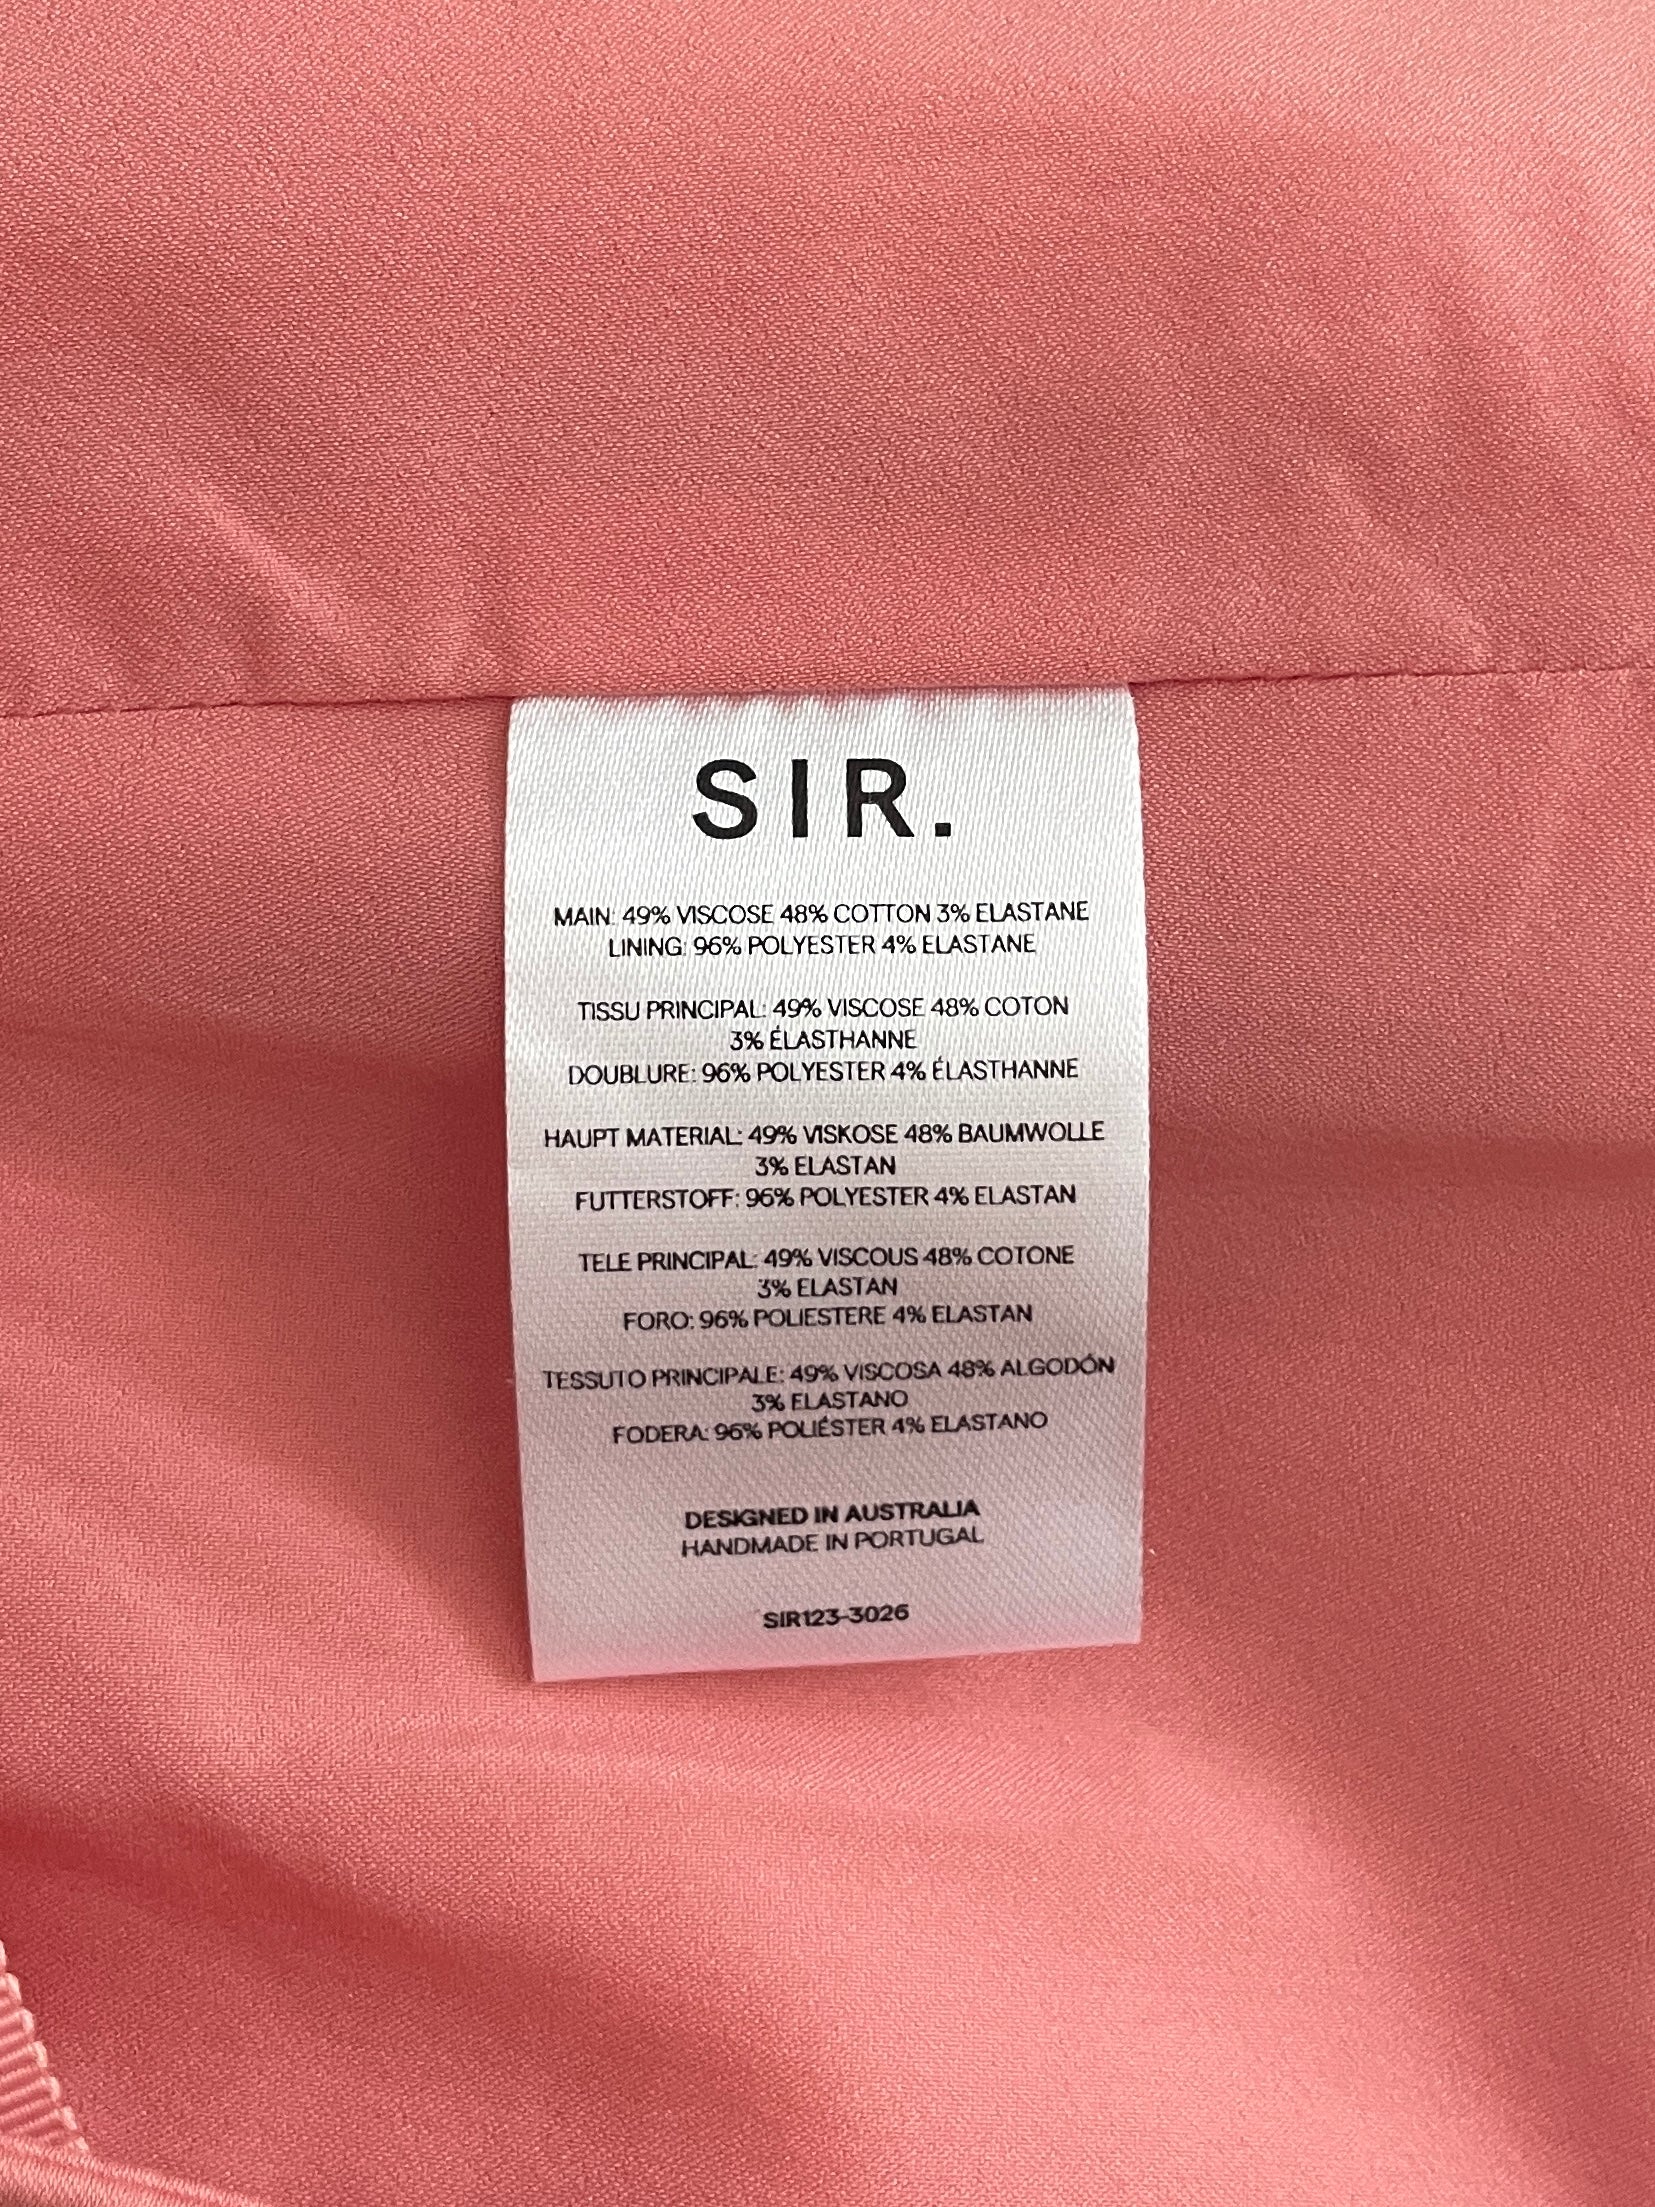 SIR.
MAIN: 49% VISCOSE 48% COTTON 3% ELASTANE
LINING: 96% POLYESTER 4% ELASTANE
TISSU PRINCIPAL: 49% VISCOSE 48% COTON
3% ÉLASTHANNE
DOUBLURE: 96% POLYESTER 4% ÉLASTHANNE
HAUPT MATERIAL: 49% VISKOSE 48% BAUMWOLLE
3% ELASTAN
FUTTERSTOFF: 96% POLYESTER 4% ELASTAN
TELE PRINCIPAL: 49% VISCOUS 48% COTONE
3% ELASTAN
FORO: 96% POLIESTERE 4% ELASTAN
TESSUTO PRINCIPALE: 49% VISCOSA 48% ALGODÓN
3% ELASTANO
FODERA: 96% POLIÉSTER 4% ELASTANO
DESIGNED IN AUSTRALIA
HANDMADE IN PORTUGAL
SIR123-3026